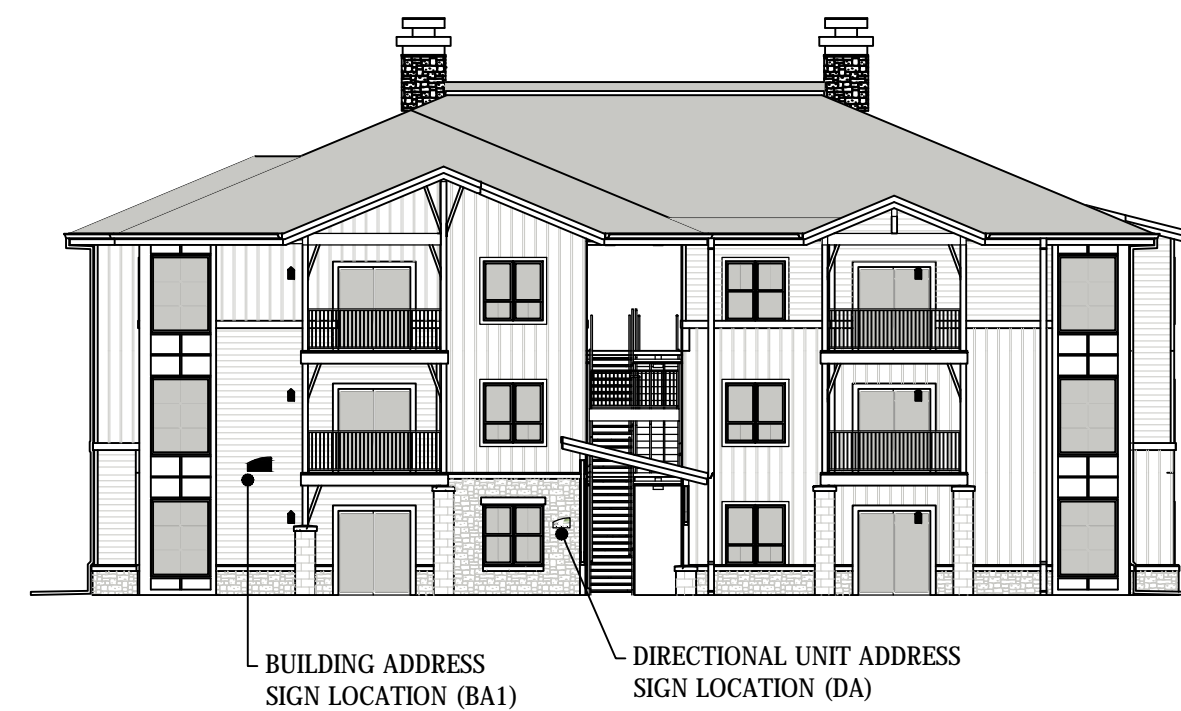 BUILDING ADDRESS
SIGN LOCATION (BA1)
DIRECTIONAL UNIT ADDRESS
SIGN LOCATION (DA)